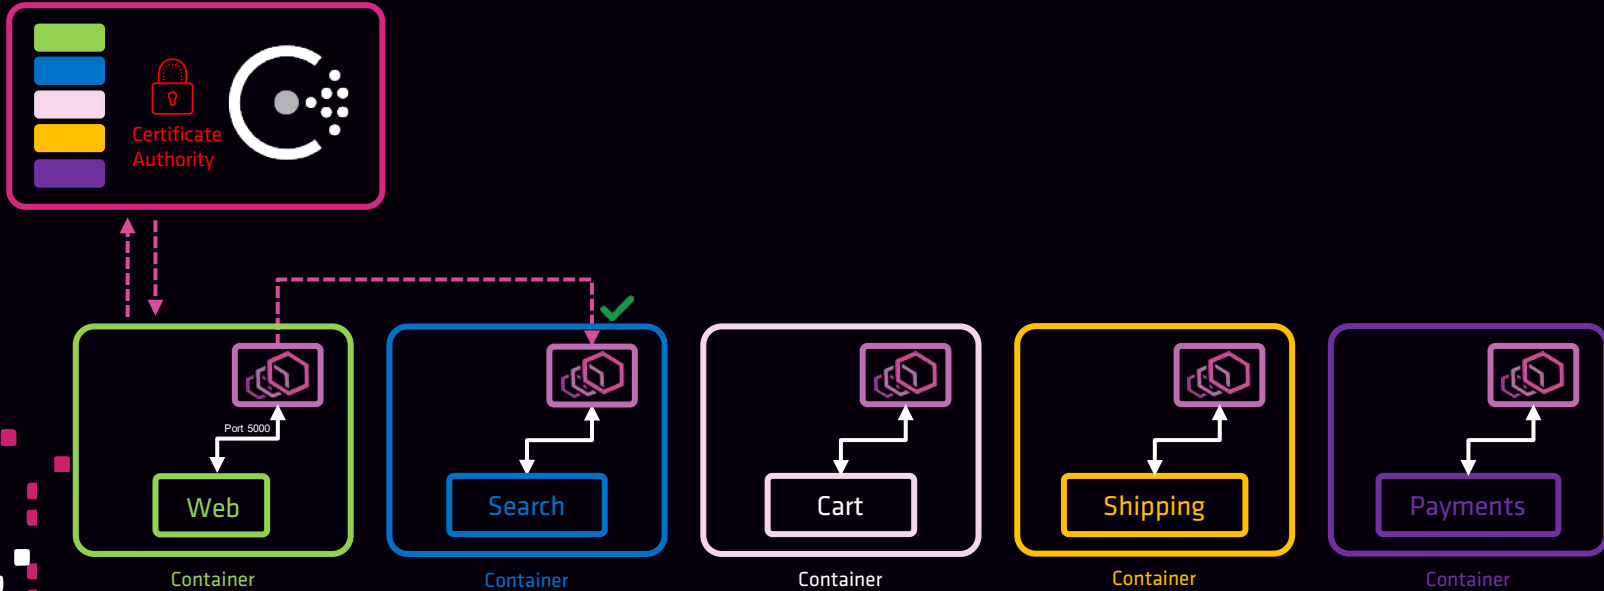 Certificate
Authority
Port 5000
Web
Search
Cart
Shipping
Payments
Container
Container
Container
Container
Container